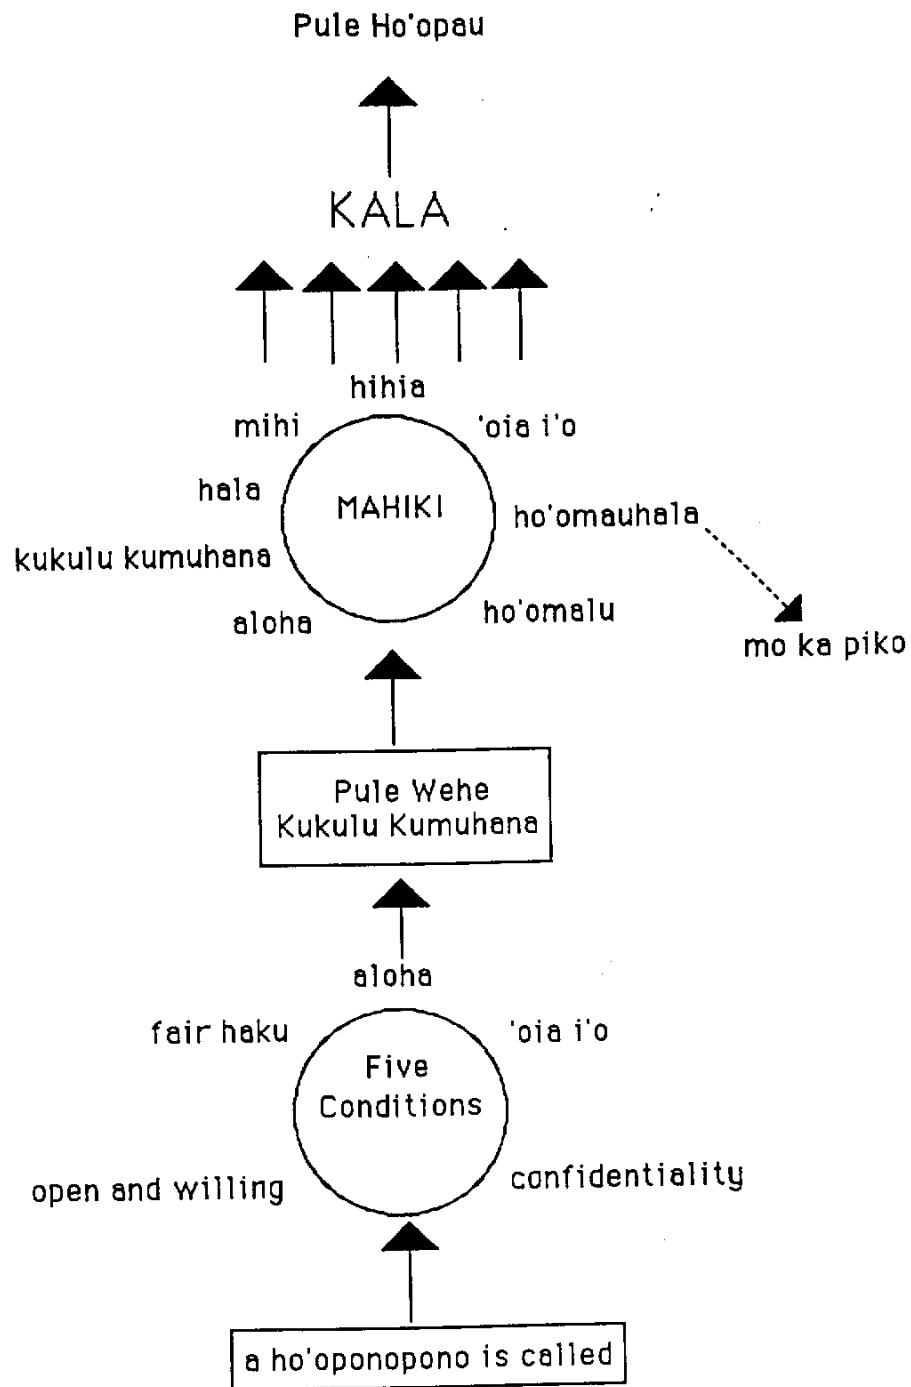 Pule Ho'opau
KALA
hihia
mihi
'oia i'o
hala
MAHIKI
ho'omauhala
kukulu kumuhana
aloha
ho'omalu
mo ka piko
Pule Wehe
Kukulu Kumuhana
aloha
fair haku
'oia i'o
Five
Conditions
open and willing
confidentiality
a ho'oponopono is called